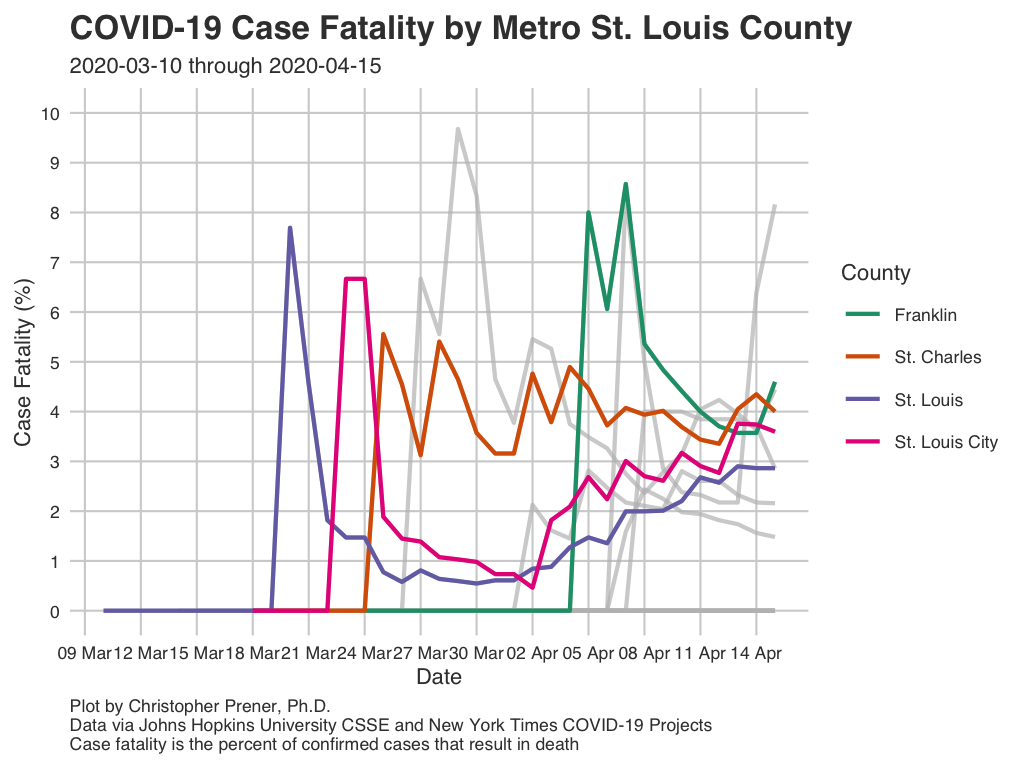 COVID-19 Case Fatality by Metro St. Louis County
2020-03-10 through 2020-04-15
Case Fatality (%)
10
9
8
7
6
5
4
3
2
1
0
09 Mar 12 Mar 15 Mar 18 Mar 21 Mar 24 Mar 27 Mar 30 Mar 02 Apr 05 Apr 08 Apr 11 Apr 14 Apr
Date
County
Franklin
St. Charles
St. Louis
St. Louis City
Plot by Christopher Prener, Ph.D.
Data via Johns Hopkins University CSSE and New York Times COVID-19 Projects
Case fatality is the percent of confirmed cases that result in death